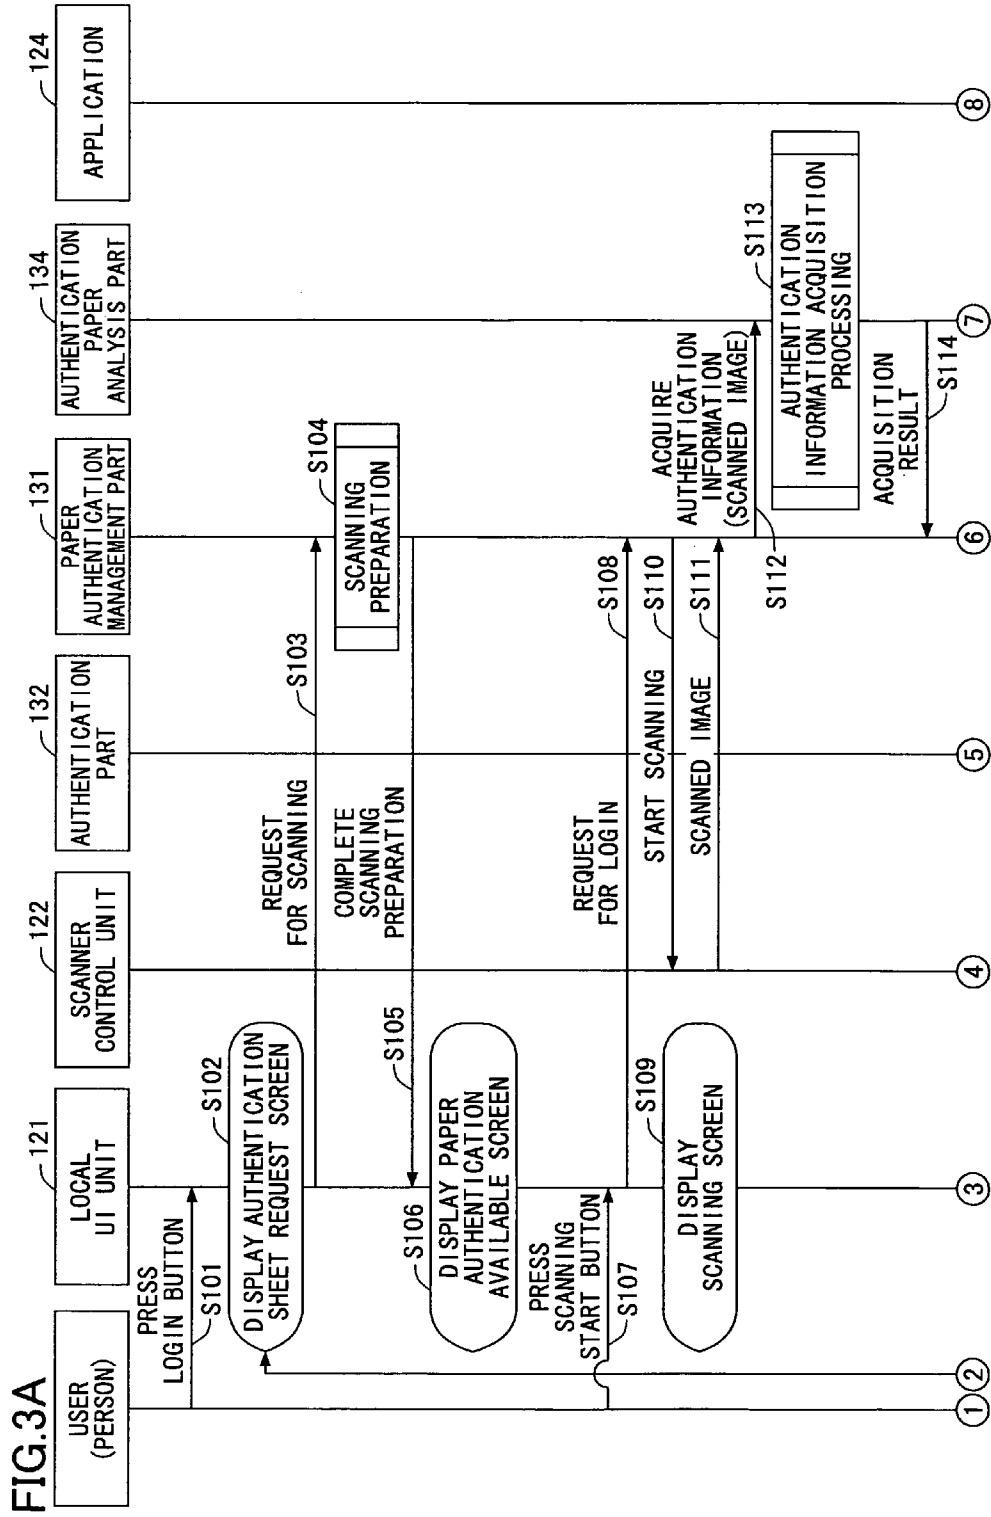 FIG.3A
USER
(PERSON)
121
LOCAL
UI UNIT
122
SCANNER
CONTROL UNIT
132
AUTHENTICATION
PART
131
PAPER
AUTHENTICATION
MANAGEMENT PART
134
AUTHENTICATION
PAPER
ANALYSIS PART
124
APPLICATION
PRESS
LOGIN BUTTON
S101
S102
DISPLAY AUTHENTICATION
SHEET REQUEST SCREEN
REQUEST
FOR SCANNING
S103
S104
SCANNING
PREPARATION
COMPLETE
SCANNING
PREPARATION
S105
S106
DISPLAY PAPER
AUTHENTICATION
AVAILABLE SCREEN
PRESS
SCANNING
START BUTTON
S107
REQUEST
FOR LOGIN
S108
S109
DISPLAY
SCANNING SCREEN
START SCANNING
S110
SCANNED IMAGE
S111
ACQUIRE
AUTHENTICATION
INFORMATION
(SCANNED IMAGE)
S112
S113
AUTHENTICATION
INFORMATION ACQUISITION
PROCESSING
ACQUISITION
RESULT
S114
1
2
3
4
5
6
7
8